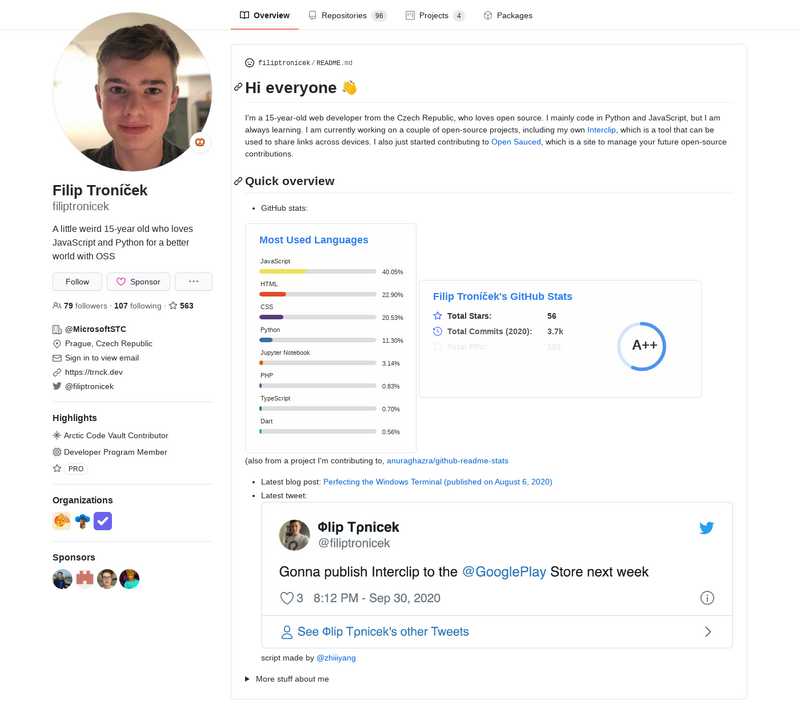 Overview
Repositories 96
Projects 4
Packages
Filip Troníček
filiptronicek
A little weird 15-year old who loves
JavaScript and Python for a better
world with OSS
Follow
Sponsor
···
79 followers · 107 following · 563
@MicrosoftSTC
Prague, Czech Republic
Sign in to view email
https://trnck.dev
@filiptronicek
Highlights
Arctic Code Vault Contributor
Developer Program Member
PRO
Organizations
Sponsors
filiptronicek/README.md
Hi everyone 👋
I'm a 15-year-old web developer from the Czech Republic, who loves open source. I mainly code in Python and JavaScript, but I am
always learning. I am currently working on a couple of open-source projects, including my own Interclip, which is a tool that can be
used to share links across devices. I also just started contributing to Open Sauced, which is a site to manage your future open-source
contributions.
Quick overview
• GitHub stats:
Most Used Languages
JavaScript
40.05%
HTML
22.90%
CSS
20.53%
Python
11.30%
Jupyter Notebook
3.14%
PHP
0.83%
TypeScript
0.70%
Dart
0.56%
Filip Troníček's GitHub Stats
Total Stars: 56
Total Commits (2020): 3.7k
Total PRs:
A++
(also from a project I'm contributing to, anuraghazra/github-readme-stats
• Latest blog post: Perfecting the Windows Terminal (published on August 6, 2020)
• Latest tweet:
Φlip Tρnicek
@filiptronicek
Gonna publish Interclip to the @GooglePlay Store next week
3 8:12 PM - Sep 30, 2020
See Φlip Tρnicek's other Tweets
script made by @zhiiiyang
More stuff about me